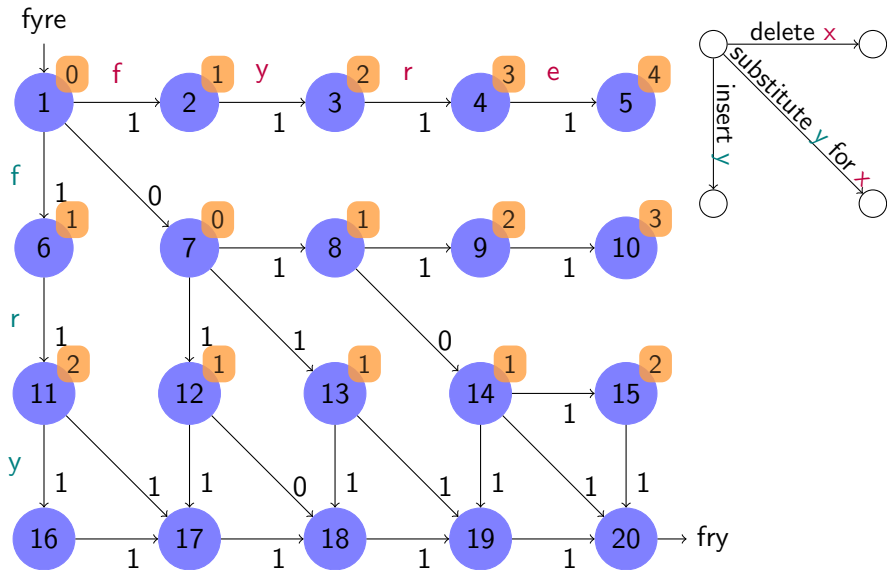 fyre
0 1 2 3 4
f y r e
1 2 3 4 5
1 1 1 1
delete x
substitute y for x
insert y
f
1 0
1 0 1 2 3
6 7 8 9 10
1 1 1
r
1 1 1 0
2 1 1 1 2
11 12 13 14 15
1
y
1 1 1 0 1 1 1 1 1
16 17 18 19 20 fry
1 1 1 1